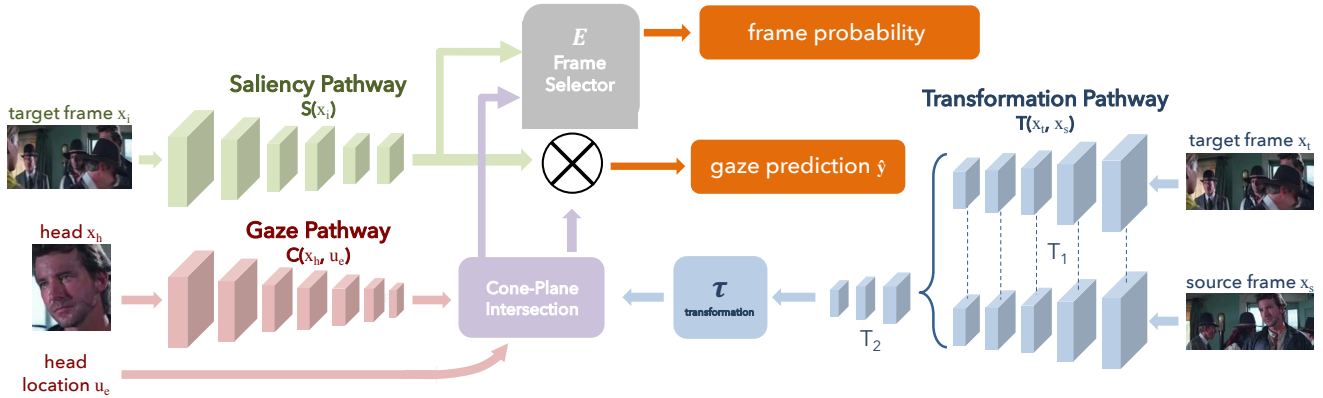 E
Frame
Selector
frame probability
Saliency Pathway
S(xᵢ)
target frame xᵢ
Transformation Pathway
T(xₜ, xₛ)
target frame xₜ
gaze prediction ŷ
Gaze Pathway
C(xₕ, uₑ)
head xₕ
Cone-Plane
Intersection
τ
transformation
T₂
T₁
source frame xₛ
head
location uₑ